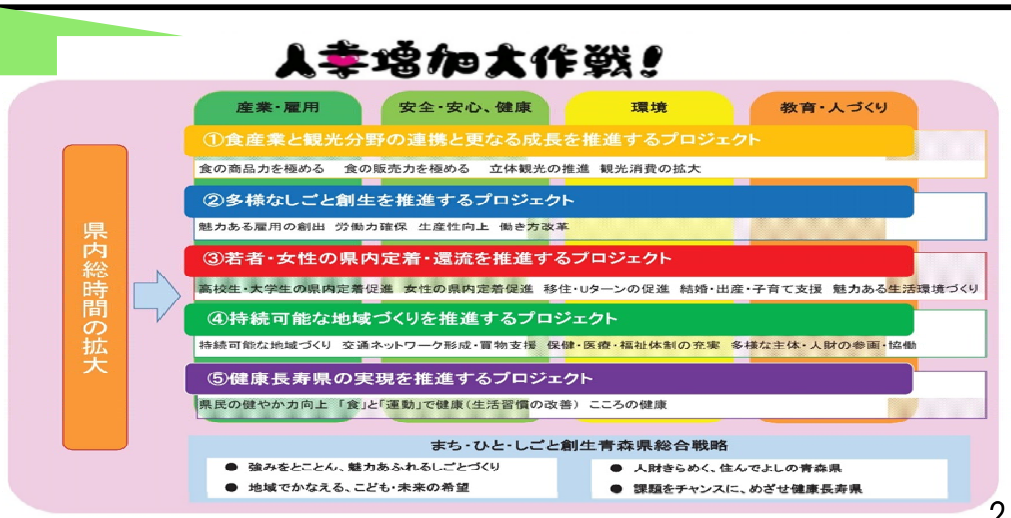 人幸増加大作戦!
産業・雇用
安全・安心、健康
環境
教育・人づくり
県内総時間の拡大
①食産業と観光分野の連携と更なる成長を推進するプロジェクト
食の商品力を極める 食の販売力を極める 立体観光の推進 観光消費の拡大
②多様なしごと創生を推進するプロジェクト
魅力ある雇用の創出 労働力確保 生産性向上 働き方改革
③若者・女性の県内定着・還流を推進するプロジェクト
高校生・大学生の県内定着促進 女性の県内定着促進 移住・Uターンの促進 結婚・出産・子育て支援 魅力ある生活環境づくり
④持続可能な地域づくりを推進するプロジェクト
持続可能な地域づくり 交通ネットワーク形成・買物支援 保健・医療・福祉体制の充実 多様な主体・人財の参画・協働
⑤健康長寿県の実現を推進するプロジェクト
県民の健やか力向上 「食」と「運動」で健康(生活習慣の改善) こころの健康
まち・ひと・しごと創生青森県総合戦略
● 強みをとことん、魅力あふれるしごとづくり
● 人財きらめく、住んでよしの青森県
● 地域でかなえる、こども・未来の希望
● 課題をチャンスに、めざせ健康長寿県
2